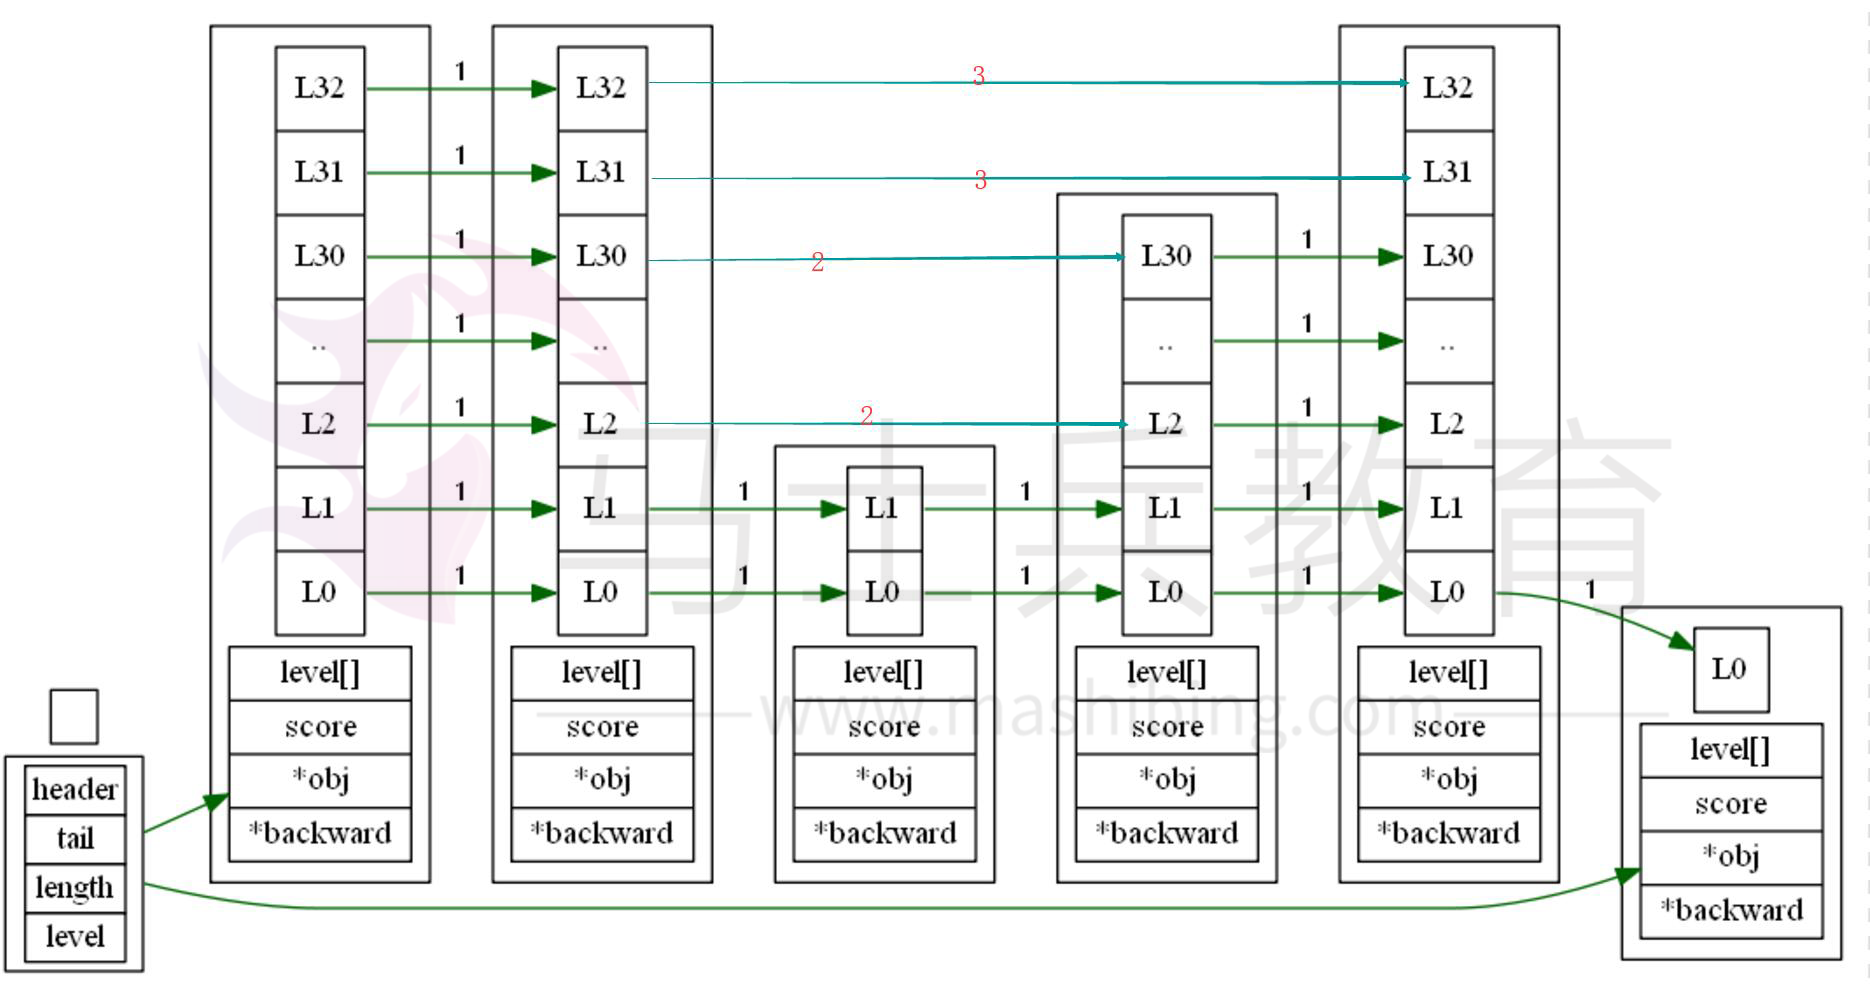 1 3
L32 L32 L32
1 3
L31 L31 L31
1 2 1
L30 L30 L30 L30
1 1
.. .. .. ..
1 2 1
L2 L2 L2 L2
1 1 1 1
L1 L1 L1 L1 L1
1 1 1 1 1
L0 L0 L0 L0 L0
L0
level[] level[] level[] level[] level[]
score score score score score
*obj *obj *obj *obj *obj
*backward *backward *backward *backward *backward
level[]
score
*obj
*backward
header
tail
length
level
马士兵教育
www.mashibing.com